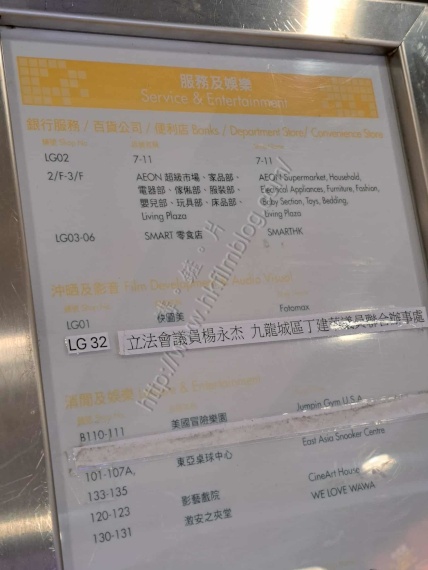 服務及娛樂
Service & Entertainment
銀行服務 / 百貨公司 / 便利店 Banks / Department Store/ Convenience Store
LG02 7-11 7-11
2/F-3/F AEON 超級市場、家品部、 AEON Supermarket, Household,
電器部、傢俬部、服裝部、 Electrical Appliances, Furniture, Fashion,
嬰兒部、玩具部、床品部、 Baby Section, Toys, Bedding,
Living Plaza Living Plaza
LG03-06 SMART 零食店 SMARTHK
沖晒及影音
LG01 快圖美 Fotomax
LG 32 立法會議員楊永杰 九龍城區丁建華議員聯合辦事處
B110-111 美國冒險樂園 Jumpin Gym U.S.A
東亞桌球中心 East Asia Snooker Centre
101-107A,
133-135 CineArt House
120-123 影藝戲院 WE LOVE WAWA
130-131 激安之夾堂